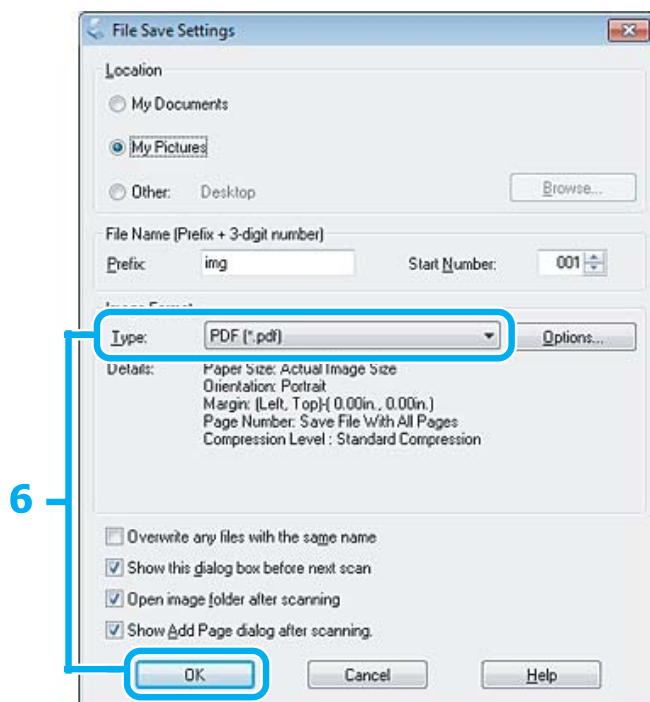 File Save Settings
Location
My Documents
My Pictures
Other: Desktop Browse...
File Name (Prefix + 3-digit number)
Prefix: img Start Number: 001
Image Format
Type: PDF (*.pdf) Options...
Details: Paper Size: Actual Image Size
Orientation: Portrait
Margin: (Left, Top)-( 0.00in., 0.00in.)
Page Number: Save File With All Pages
Compression Level : Standard Compression
6
Overwrite any files with the same name
Show this dialog box before next scan
Open image folder after scanning
Show Add Page dialog after scanning.
OK Cancel Help